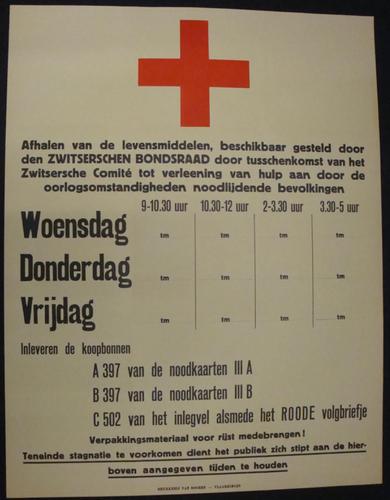 Afhalen van de levensmiddelen, beschikbaar gesteld door
den ZWITSERSCHEN BONDSRAAD door tusschenkomst van het
Zwitsersche Comité tot verleening van hulp aan door de
oorlogsomstandigheden noodlijdende bevolkingen
9-10.30 uur 10.30-12 uur 2-3.30 uur 3.30-5 uur
Woensdag tm tm tm tm
Donderdag tm tm tm tm
Vrijdag tm tm tm tm
Inleveren de koopbonnen
A 397 van de noodkaarten III A
B 397 van de noodkaarten III B
C 502 van het inlegvel alsmede het ROODE volgbriefje
Verpakkingsmateriaal voor rijst medebrengen!
Teneinde stagnatie te voorkomen dient het publiek zich stipt aan de hier-
boven aangegeven tijden te houden
DRUKKERIJ VAN DOOREN - VLAARDINGEN